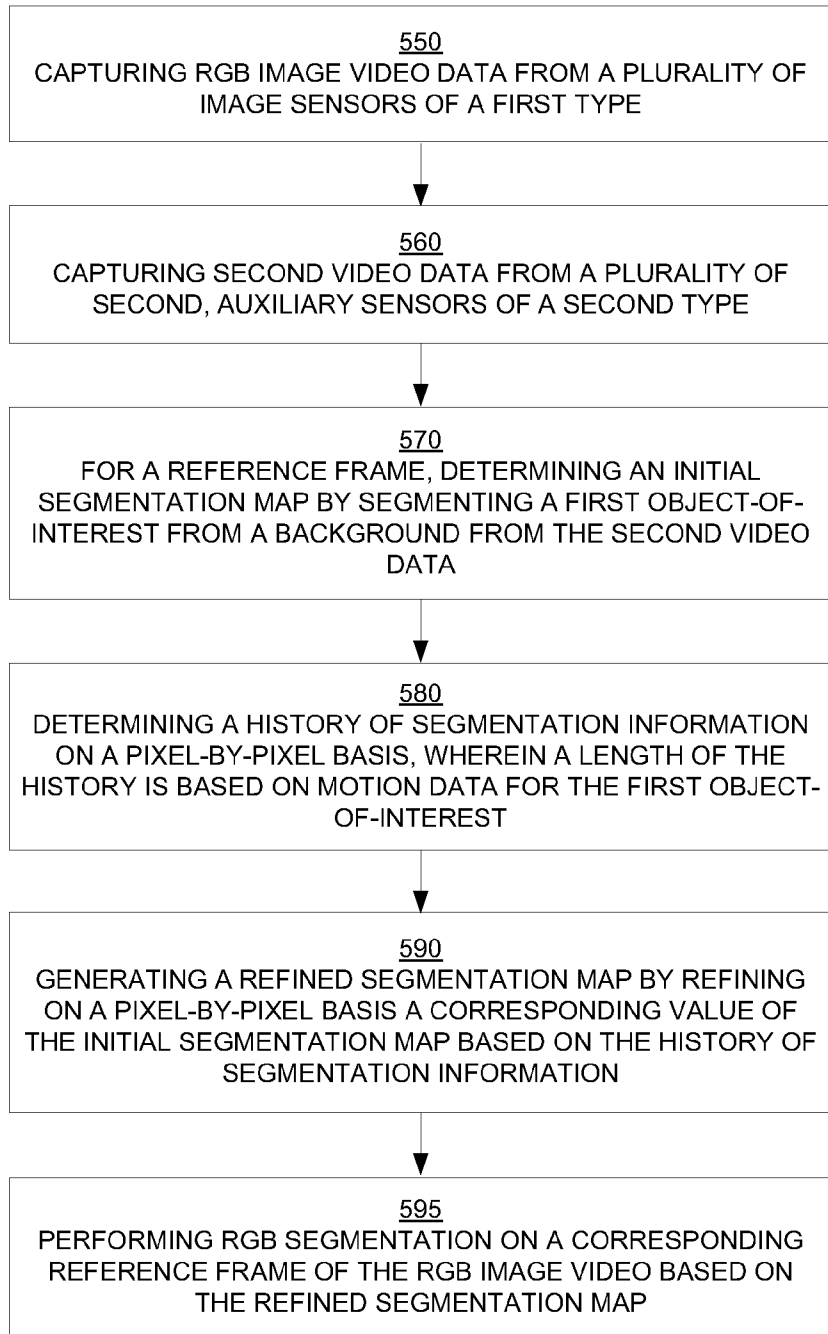 550
CAPTURING RGB IMAGE VIDEO DATA FROM A PLURALITY OF
IMAGE SENSORS OF A FIRST TYPE
560
CAPTURING SECOND VIDEO DATA FROM A PLURALITY OF
SECOND, AUXILIARY SENSORS OF A SECOND TYPE
570
FOR A REFERENCE FRAME, DETERMINING AN INITIAL
SEGMENTATION MAP BY SEGMENTING A FIRST OBJECT-OF-
INTEREST FROM A BACKGROUND FROM THE SECOND VIDEO
DATA
580
DETERMINING A HISTORY OF SEGMENTATION INFORMATION
ON A PIXEL-BY-PIXEL BASIS, WHEREIN A LENGTH OF THE
HISTORY IS BASED ON MOTION DATA FOR THE FIRST OBJECT-
OF-INTEREST
590
GENERATING A REFINED SEGMENTATION MAP BY REFINING
ON A PIXEL-BY-PIXEL BASIS A CORRESPONDING VALUE OF
THE INITIAL SEGMENTATION MAP BASED ON THE HISTORY OF
SEGMENTATION INFORMATION
595
PERFORMING RGB SEGMENTATION ON A CORRESPONDING
REFERENCE FRAME OF THE RGB IMAGE VIDEO BASED ON
THE REFINED SEGMENTATION MAP